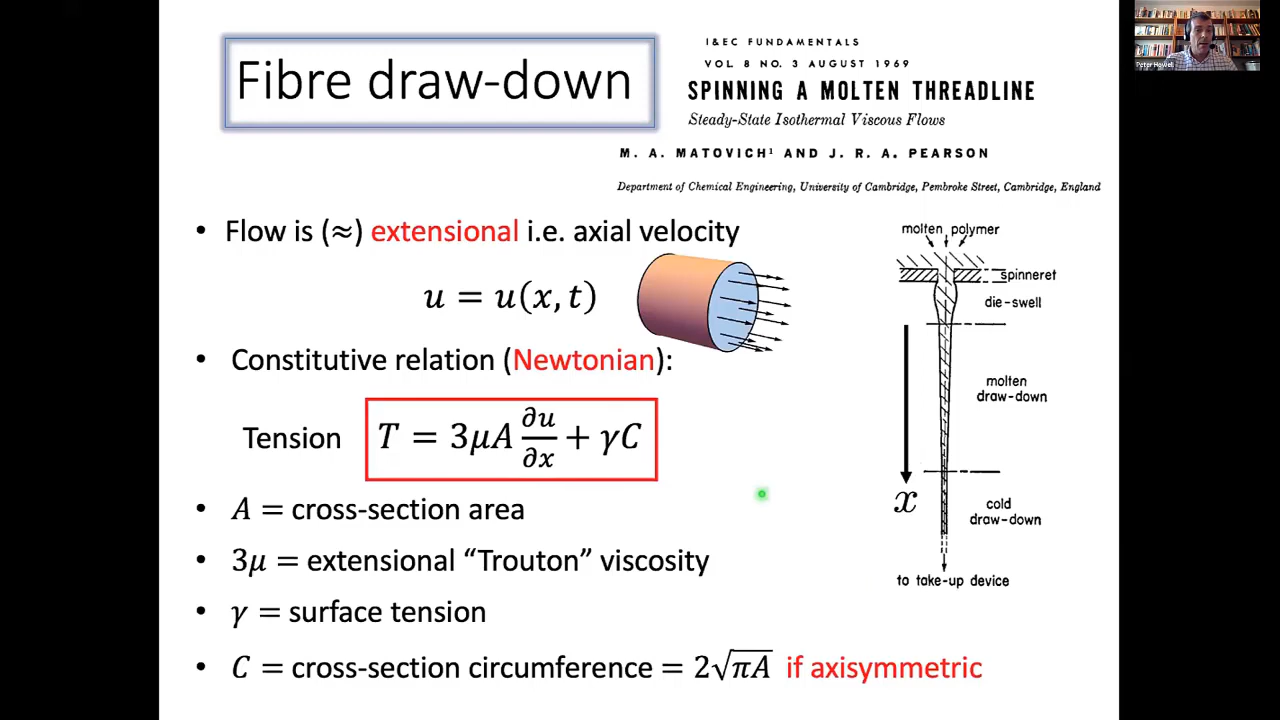 Fibre draw-down
I&EC FUNDAMENTALS
VOL. 8 NO. 3 AUGUST 1969
SPINNING A MOLTEN THREADLINE
Steady-State Isothermal Viscous Flows
M. A. MATOVICH¹ AND J. R. A. PEARSON
Department of Chemical Engineering, University of Cambridge, Pembroke Street, Cambridge, England
• Flow is (≈) extensional i.e. axial velocity
u = u(x, t)
• Constitutive relation (Newtonian):
Tension T = 3μA ∂u/∂x + γC
• A = cross-section area
• 3μ = extensional “Trouton” viscosity
• γ = surface tension
• C = cross-section circumference = 2√πA if axisymmetric
molten polymer
spinneret
die-swell
molten
draw-down
x
cold
draw-down
to take-up device
Peter Howell